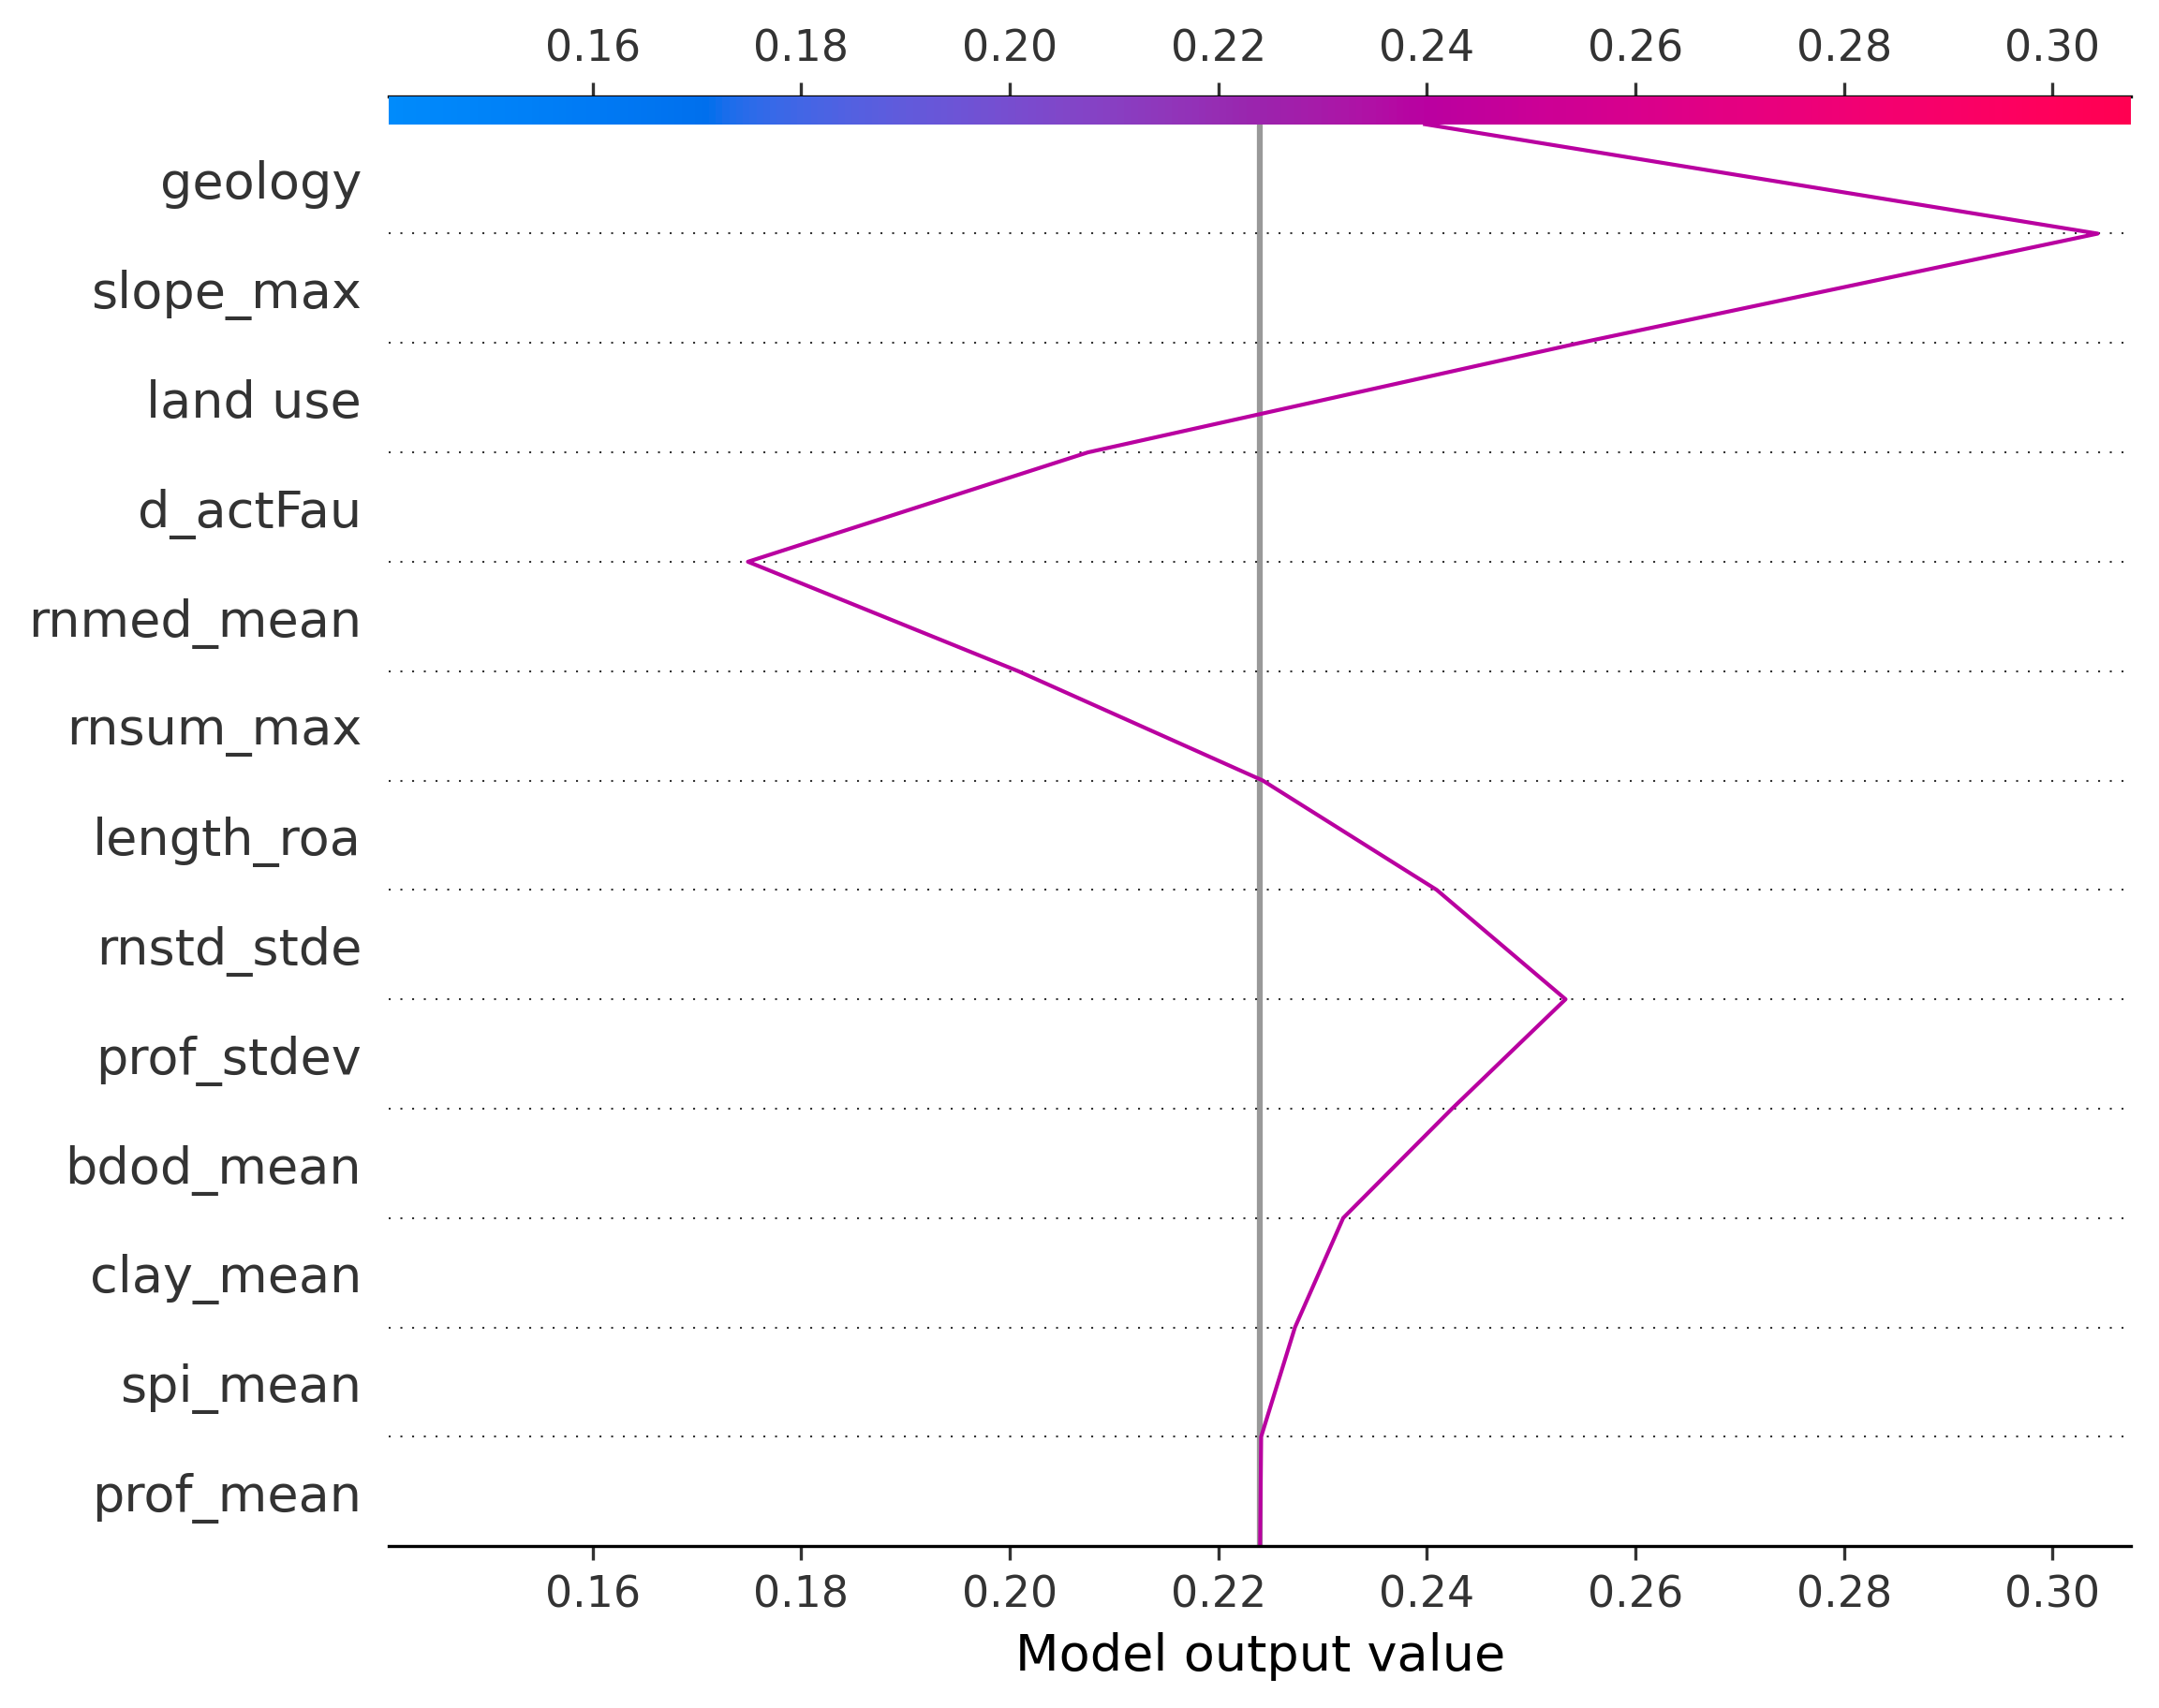 0.16 0.18 0.20 0.22 0.24 0.26 0.28 0.30
geology
slope_max
land use
d_actFau
rnmed_mean
rnsum_max
length_roa
rnstd_stde
prof_stdev
bdod_mean
clay_mean
spi_mean
prof_mean
0.16 0.18 0.20 0.22 0.24 0.26 0.28 0.30
Model output value